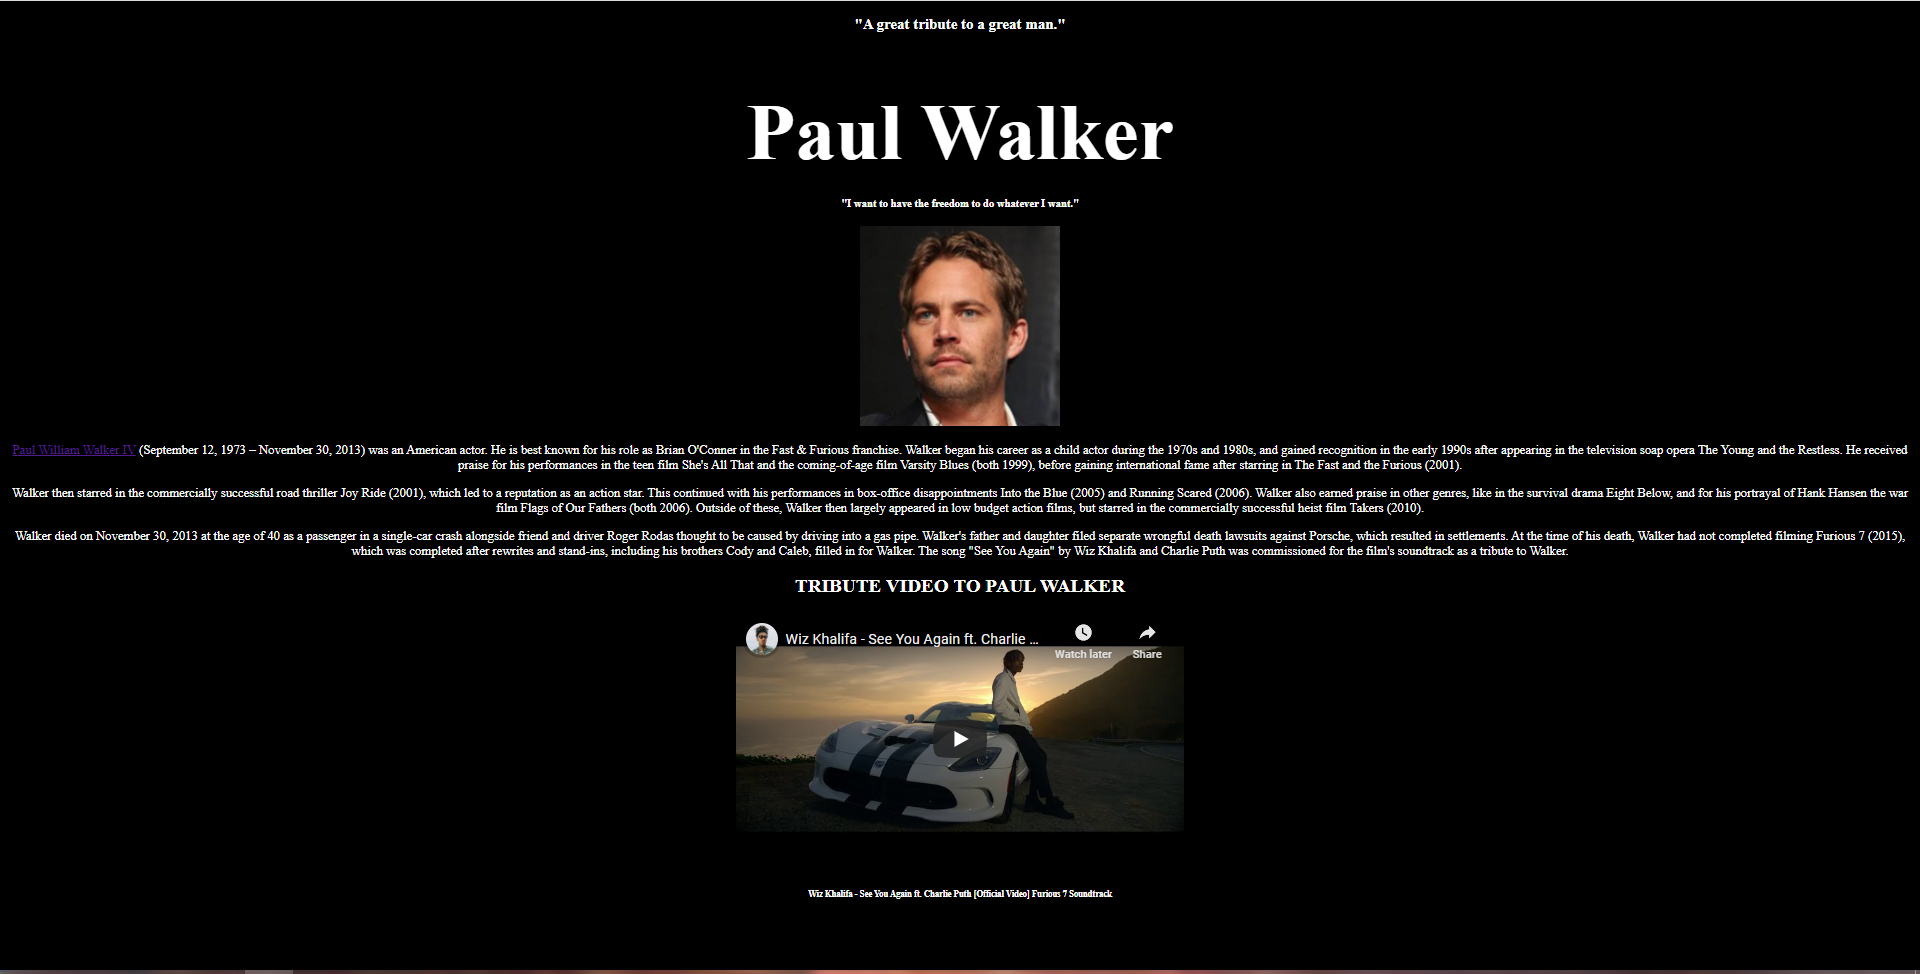 "A great tribute to a great man."
Paul Walker
"I want to have the freedom to do whatever I want."
Paul William Walker IV (September 12, 1973 – November 30, 2013) was an American actor. He is best known for his role as Brian O'Conner in the Fast & Furious franchise. Walker began his career as a child actor during the 1970s and 1980s, and gained recognition in the early 1990s after appearing in the television soap opera The Young and the Restless. He received
praise for his performances in the teen film She's All That and the coming-of-age film Varsity Blues (both 1999), before gaining international fame after starring in The Fast and the Furious (2001).
Walker then starred in the commercially successful road thriller Joy Ride (2001), which led to a reputation as an action star. This continued with his performances in box-office disappointments Into the Blue (2005) and Running Scared (2006). Walker also earned praise in other genres, like in the survival drama Eight Below, and for his portrayal of Hank Hansen the war
film Flags of Our Fathers (both 2006). Outside of these, Walker then largely appeared in low budget action films, but starred in the commercially successful heist film Takers (2010).
Walker died on November 30, 2013 at the age of 40 as a passenger in a single-car crash alongside friend and driver Roger Rodas thought to be caused by driving into a gas pipe. Walker's father and daughter filed separate wrongful death lawsuits against Porsche, which resulted in settlements. At the time of his death, Walker had not completed filming Furious 7 (2015),
which was completed after rewrites and stand-ins, including his brothers Cody and Caleb, filled in for Walker. The song "See You Again" by Wiz Khalifa and Charlie Puth was commissioned for the film's soundtrack as a tribute to Walker.
TRIBUTE VIDEO TO PAUL WALKER
Wiz Khalifa - See You Again ft. Charlie ...
Watch later
Share
Wiz Khalifa - See You Again ft. Charlie Puth [Official Video] Furious 7 Soundtrack